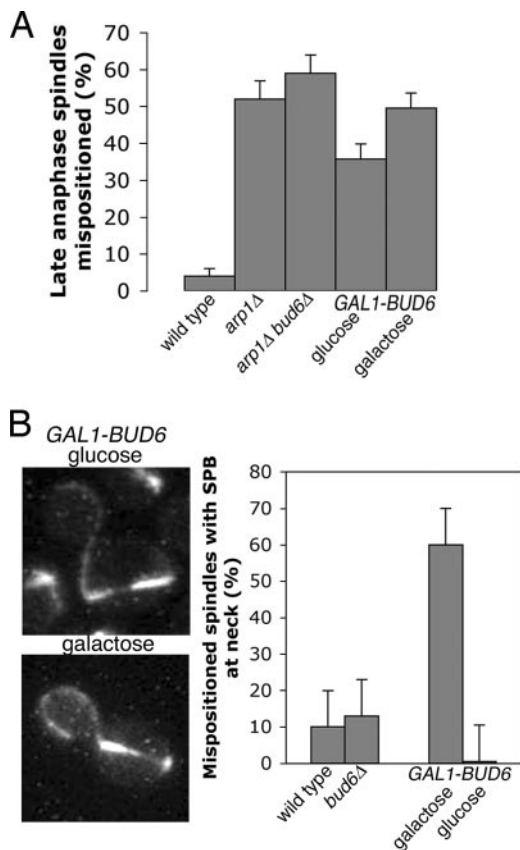 A
Late anaphase spindles
mispositioned (%)
80
70
60
50
40
30
20
10
0
wild type
arp1Δ
arp1Δ bud6Δ
GAL1-BUD6
glucose
galactose
B
GAL1-BUD6
glucose
galactose
Mispositioned spindles with SPB
at neck (%)
80
70
60
50
40
30
20
10
0
wild type
bud6Δ
GAL1-BUD6
galactose
glucose